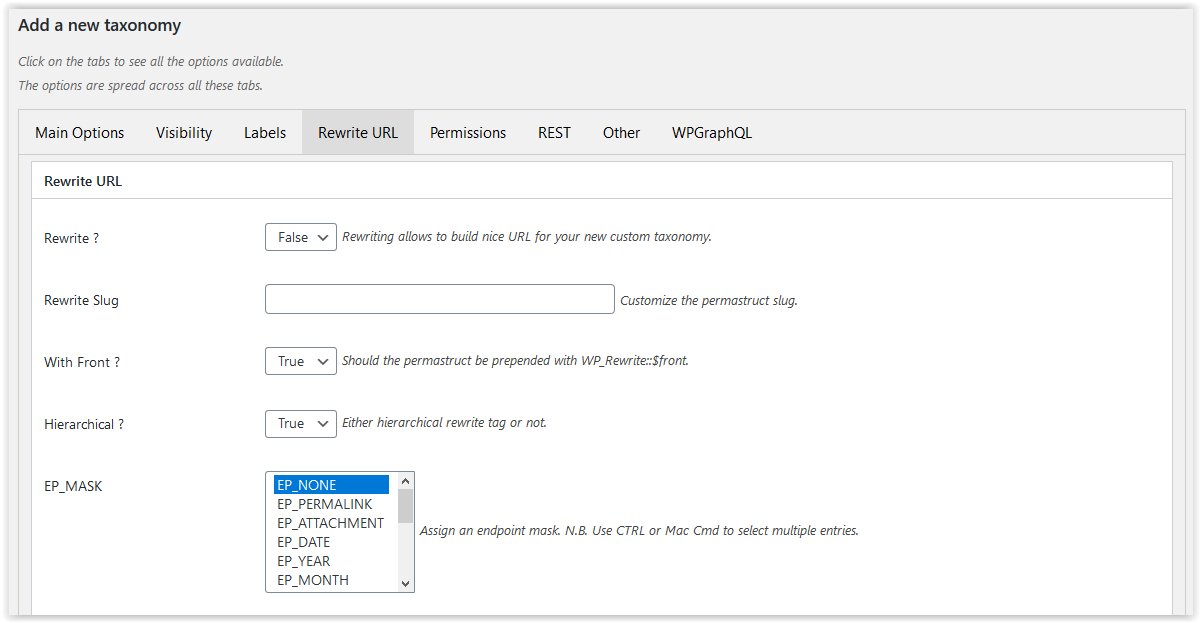 Add a new taxonomy
Click on the tabs to see all the options available.
The options are spread across all these tabs.
Main Options Visibility Labels Rewrite URL Permissions REST Other WPGraphQL
Rewrite URL
Rewrite ? False Rewriting allows to build nice URL for your new custom taxonomy.
Rewrite Slug Customize the permastruct slug.
With Front ? True Should the permastruct be prepended with WP_Rewrite::$front.
Hierarchical ? True Either hierarchical rewrite tag or not.
EP_MASK EP_NONE
EP_PERMALINK
EP_ATTACHMENT
Assign an endpoint mask. N.B. Use CTRL or Mac Cmd to select multiple entries.
EP_DATE
EP_YEAR
EP_MONTH